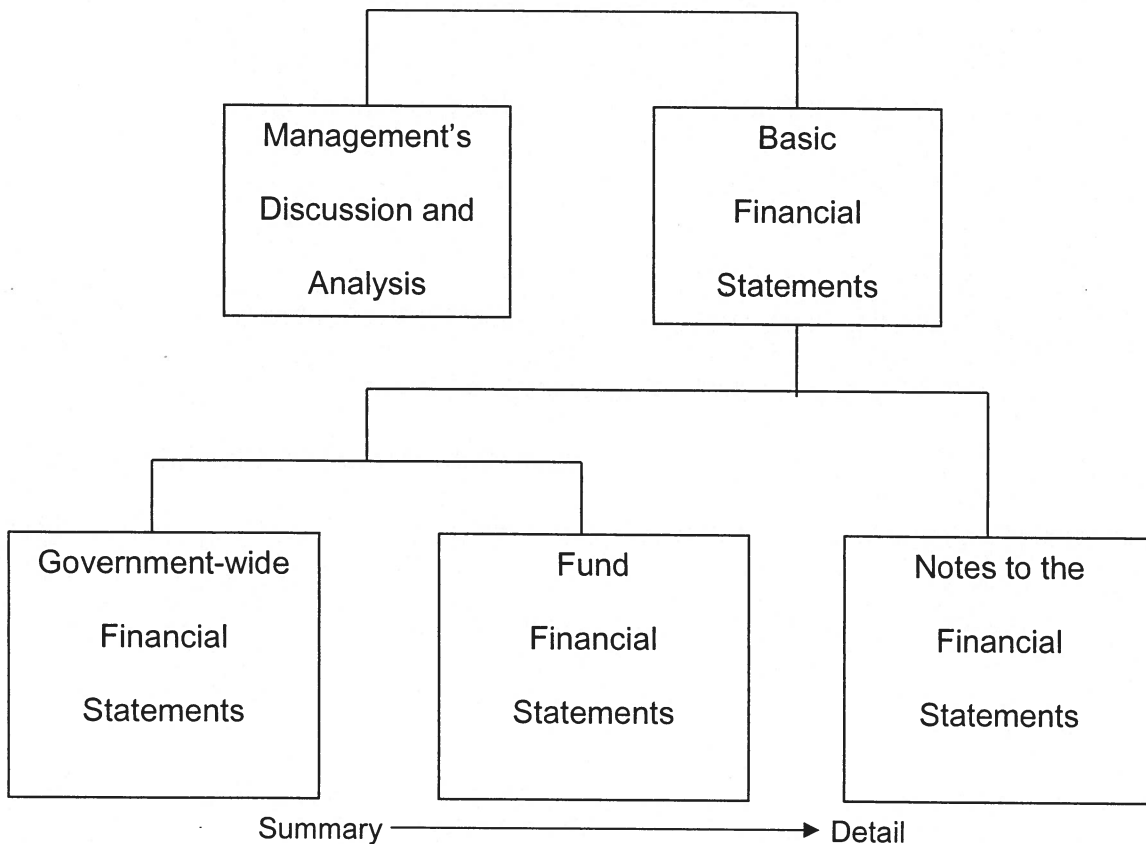 Management's
Discussion and
Analysis
Basic
Financial
Statements
Government-wide
Financial
Statements
Fund
Financial
Statements
Notes to the
Financial
Statements
Summary
Detail